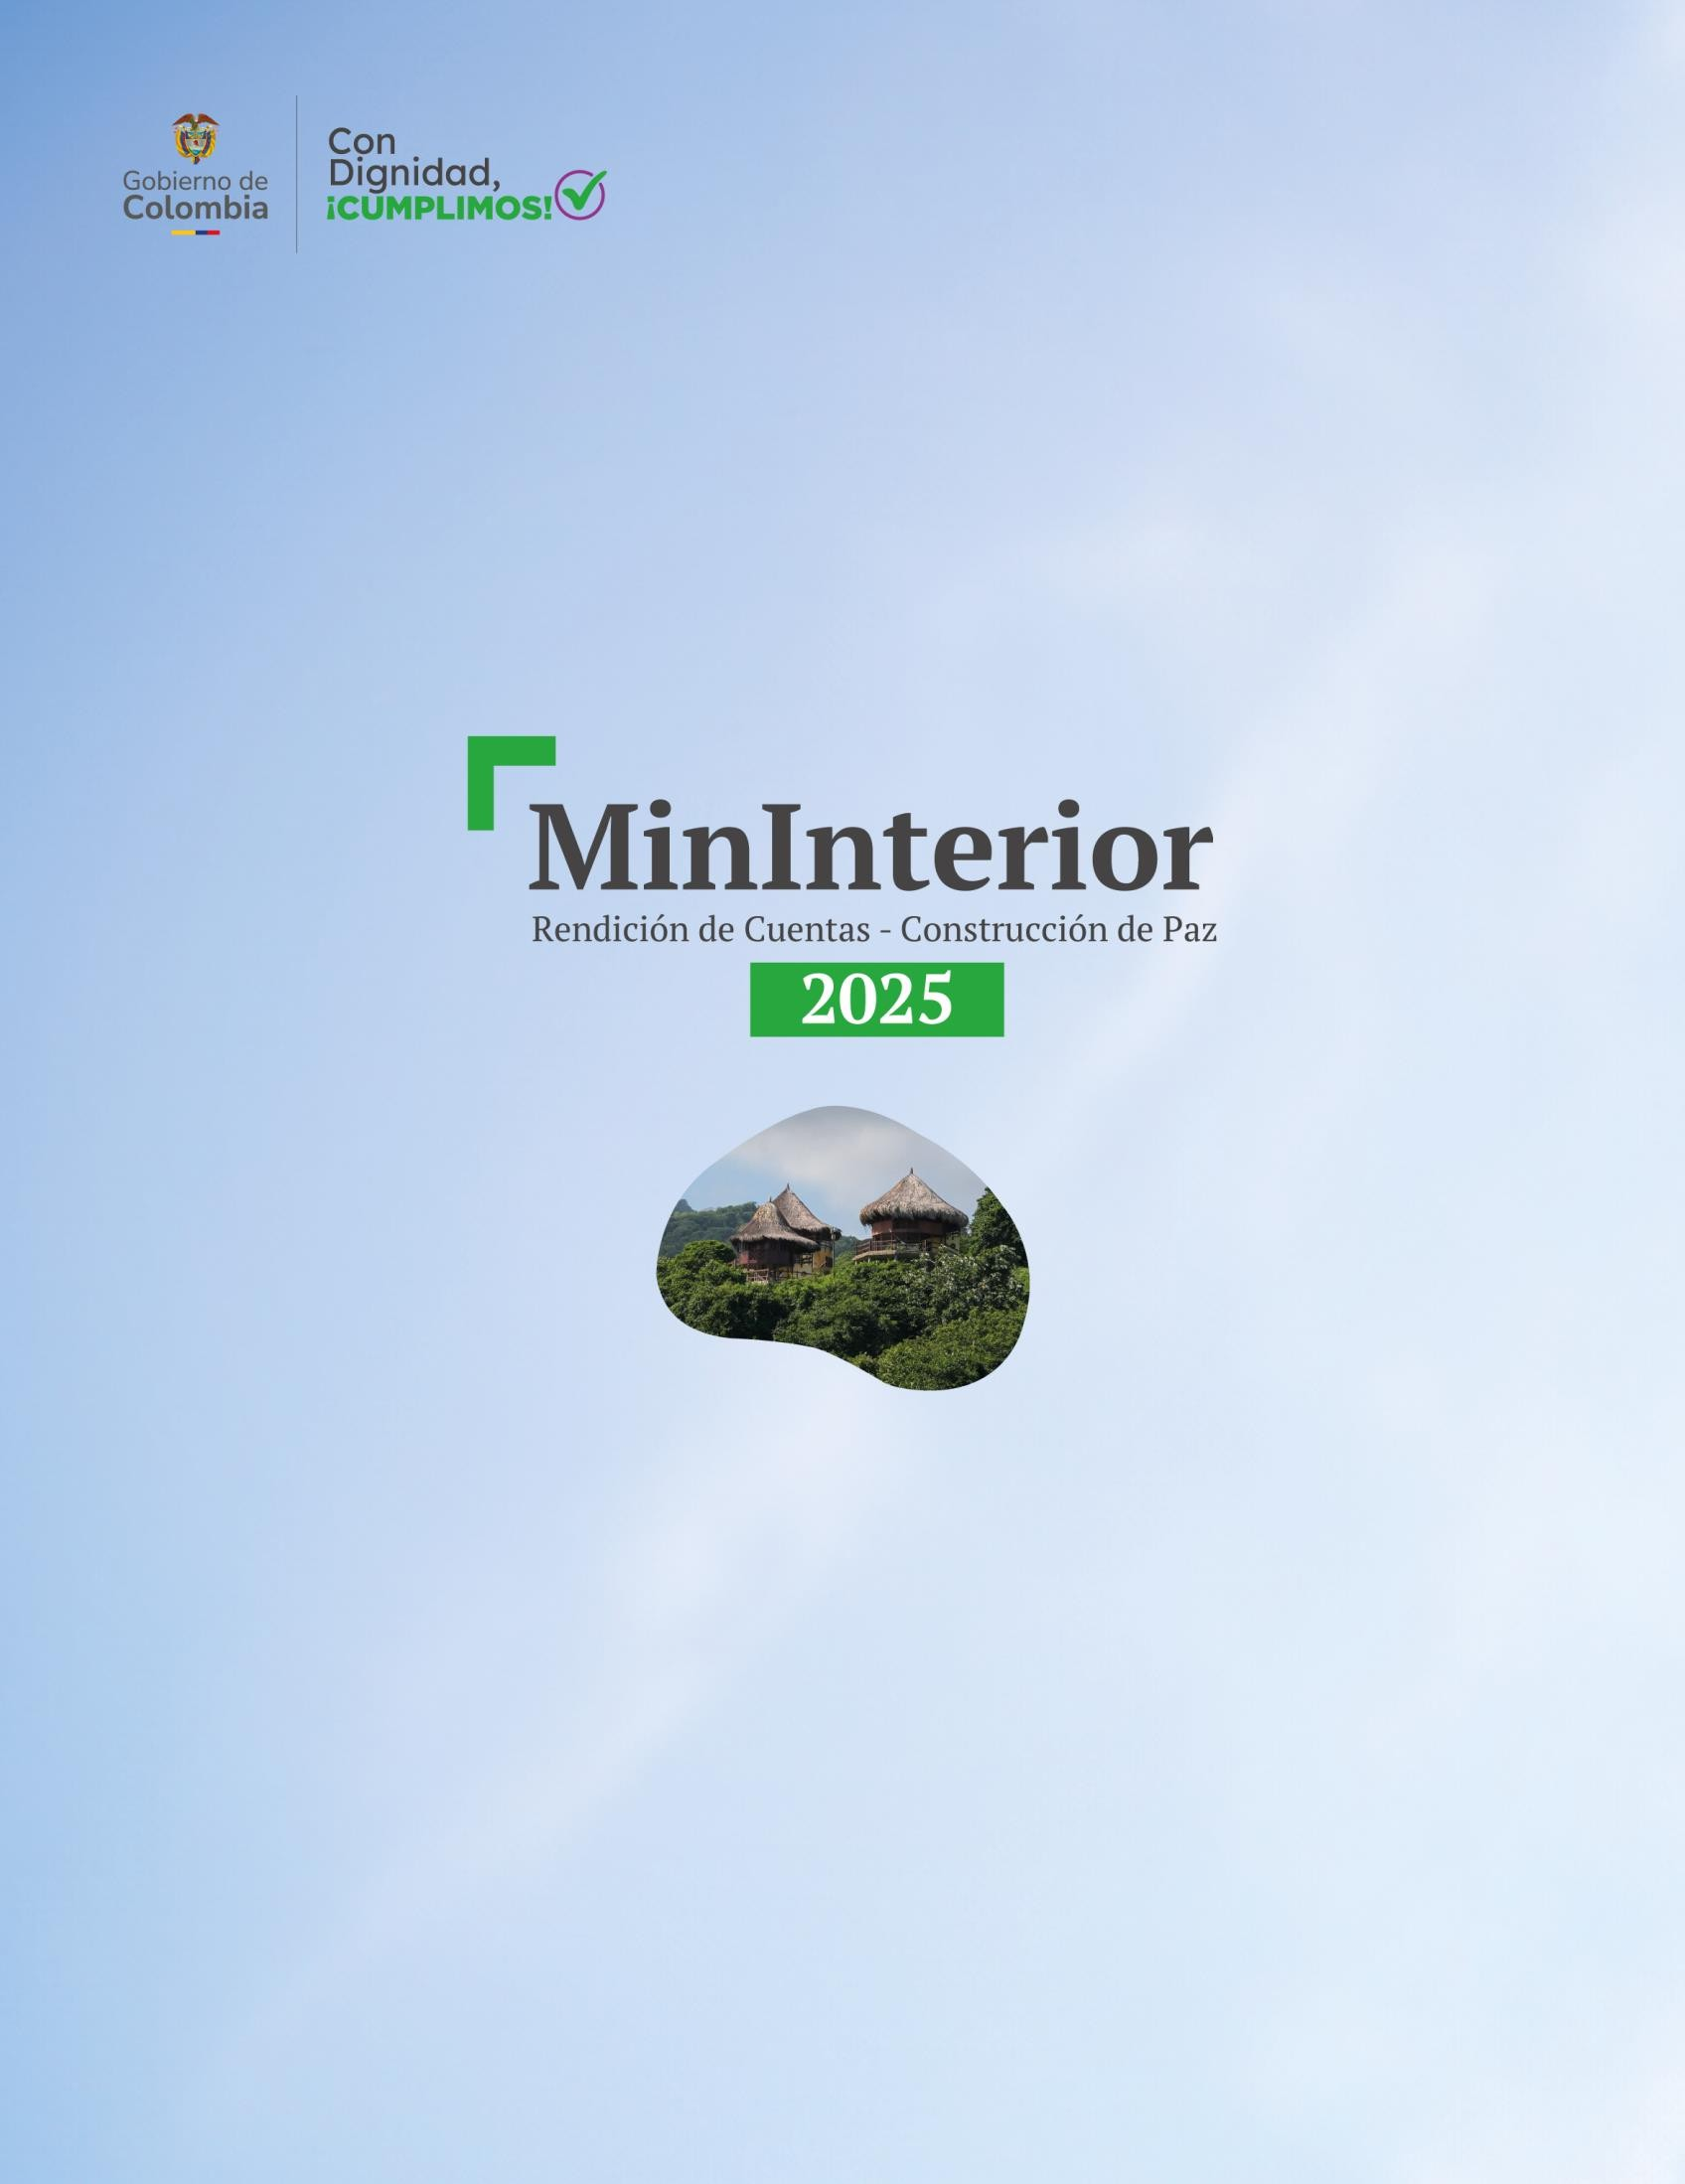 Gobierno de
Colombia
Con
Dignidad,
¡CUMPLIMOS!
MinInterior
Rendición de Cuentas - Construcción de Paz
2025